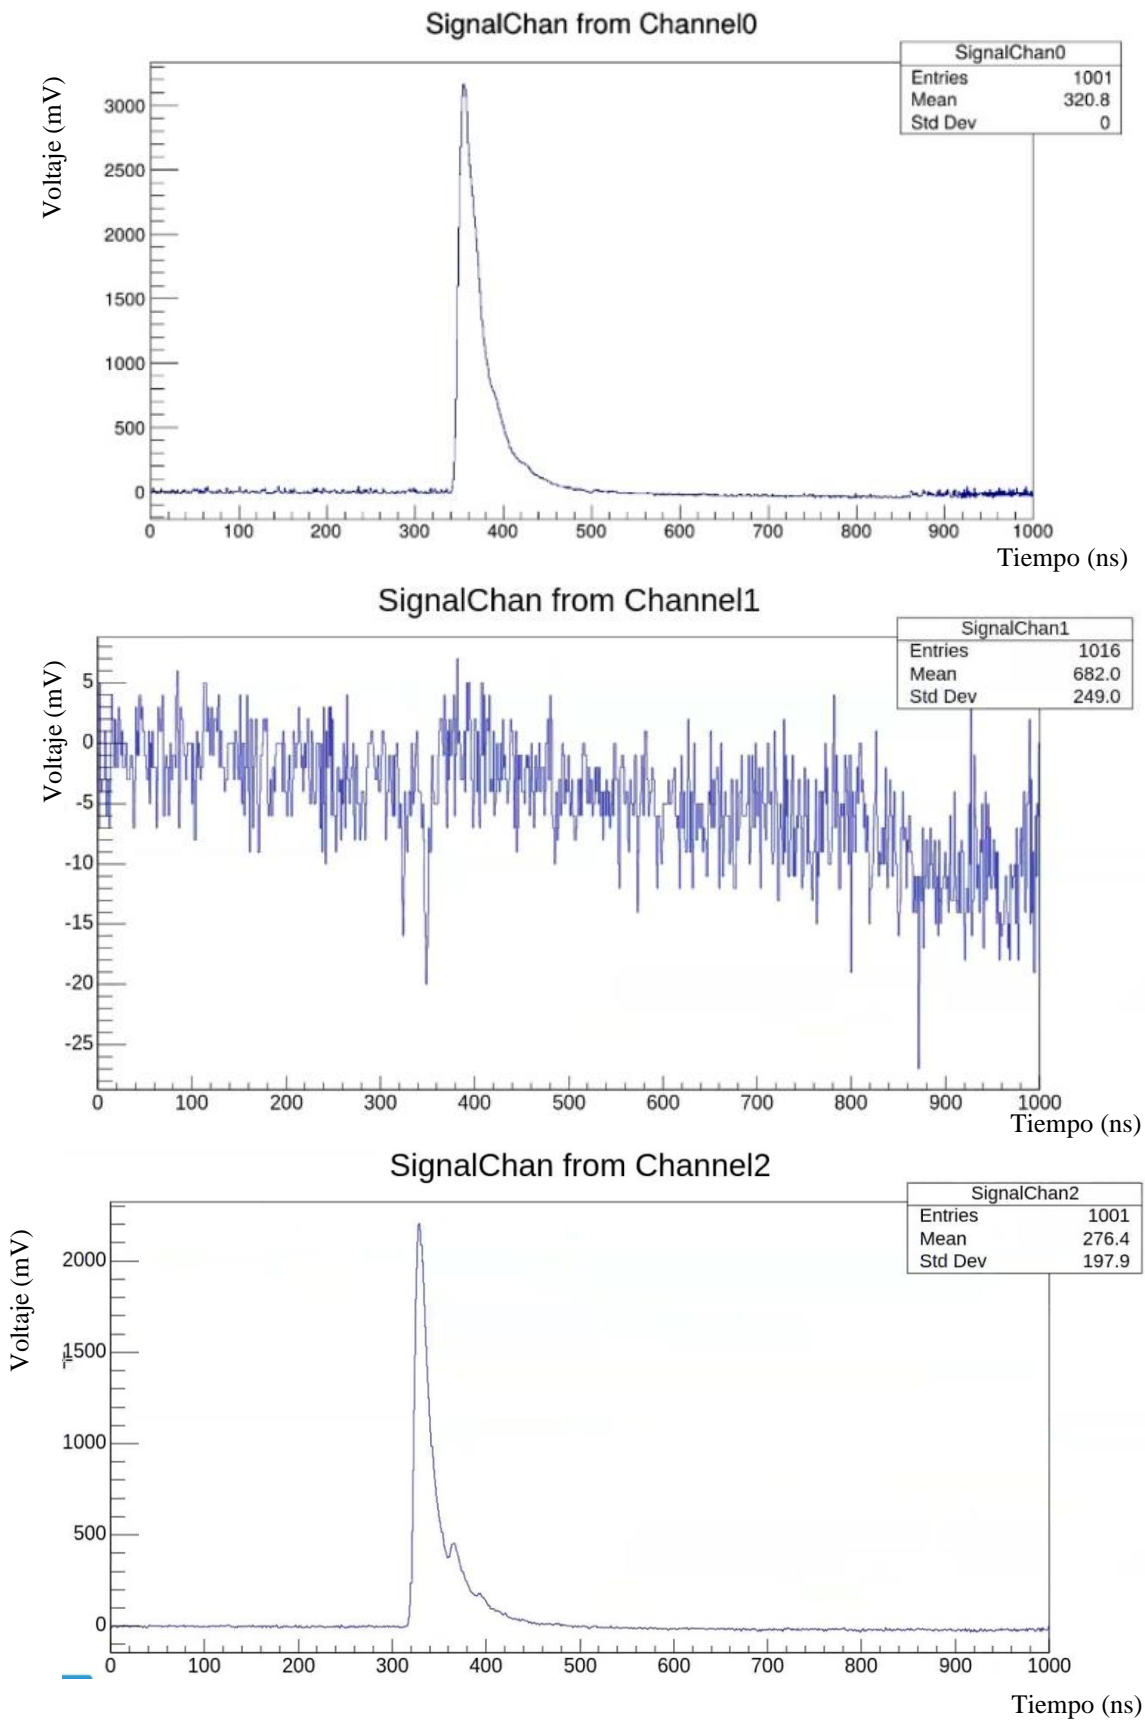 SignalChan from Channel0
SignalChan0
Entries 1001
Mean 320.8
Std Dev 0
Voltaje (mV)
3000
2500
2000
1500
1000
500
0
0 100 200 300 400 500 600 700 800 900 1000
Tiempo (ns)
SignalChan from Channel1
SignalChan1
Entries 1016
Mean 682.0
Std Dev 249.0
Voltaje (mV)
5
0
-5
-10
-15
-20
-25
0 100 200 300 400 500 600 700 800 900 1000
Tiempo (ns)
SignalChan from Channel2
SignalChan2
Entries 1001
Mean 276.4
Std Dev 197.9
Voltaje (mV)
2000
1500
1000
500
0
0 100 200 300 400 500 600 700 800 900 1000
Tiempo (ns)